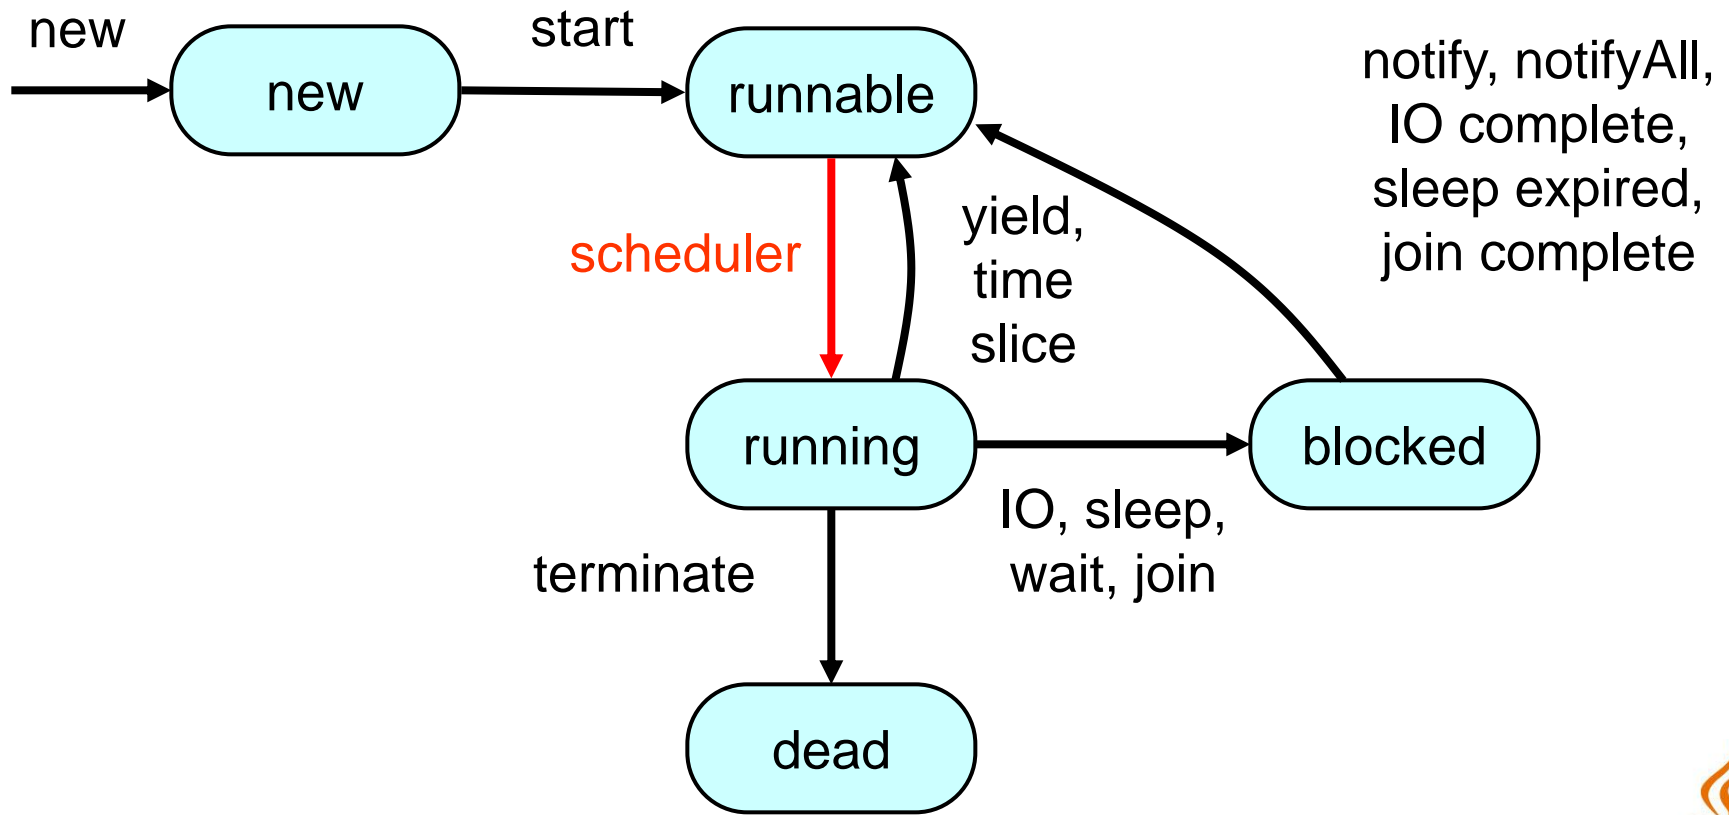 new
new
start
runnable
notify, notifyAll,
IO complete,
sleep expired,
join complete
scheduler
yield,
time
slice
running
blocked
IO, sleep,
wait, join
terminate
dead